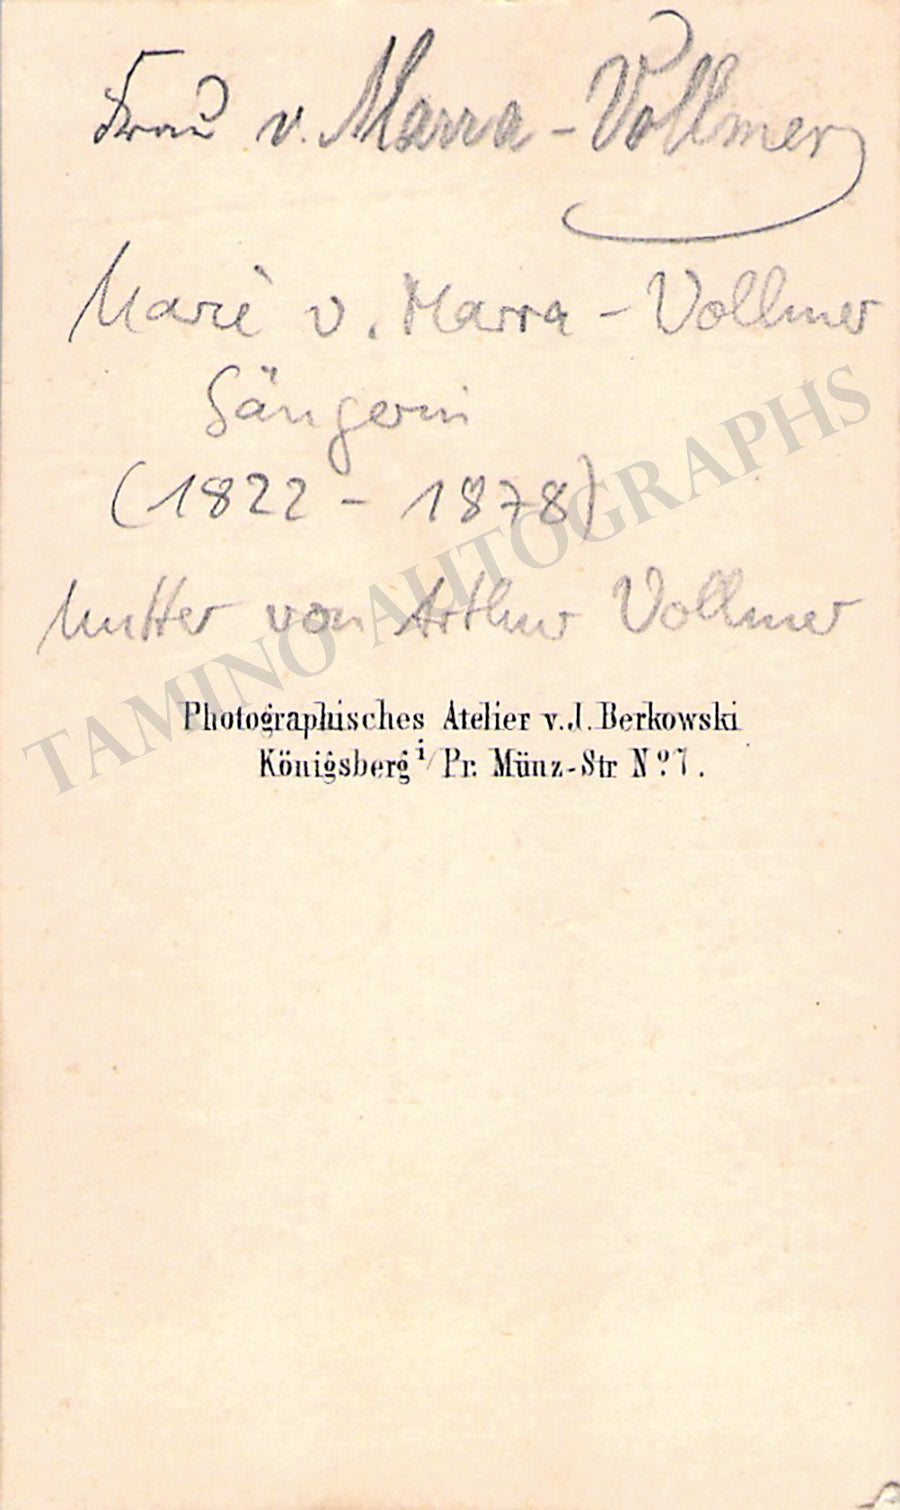 Frau v. Marra-Vollmer
Marie v. Marra-Vollmer
Sängerin
(1822 - 1878)
Mutter von Arthur Vollmer
TAMINO AUTOGRAPHS
Photographisches Atelier v. J. Berkowski
Königsberg i/Pr. Münz-Str No 7.